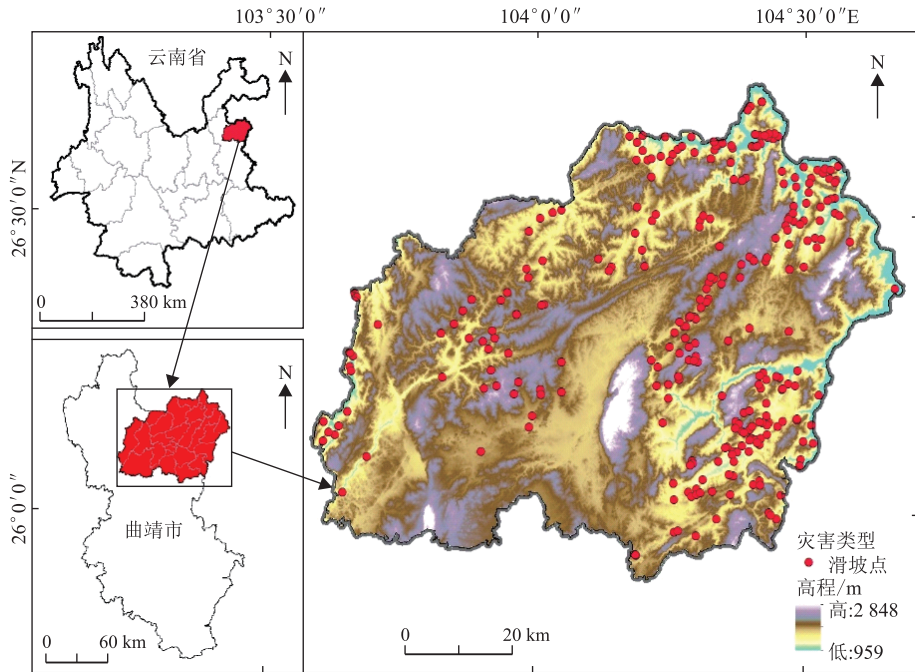 103°30′0″
104°0′0″
104°30′0″E
云南省
N
0
380 km
26°30′0″N
N
曲靖市
0
60 km
26°0′0″
N
0
20 km
灾害类型
滑坡点
高程/m
高:2 848
低:959